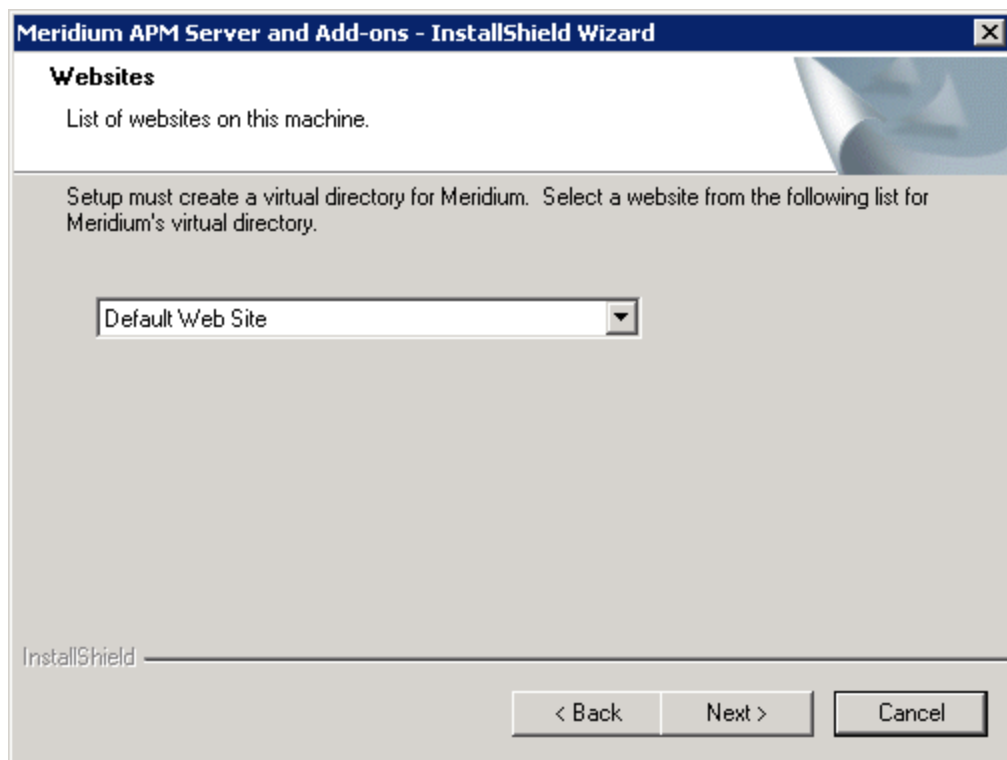 Meridium APM Server and Add-ons - InstallShield Wizard
Websites
List of websites on this machine.
Setup must create a virtual directory for Meridium.  Select a website from the following list for
Meridium's virtual directory.
Default Web Site
InstallShield
< Back
Next >
Cancel